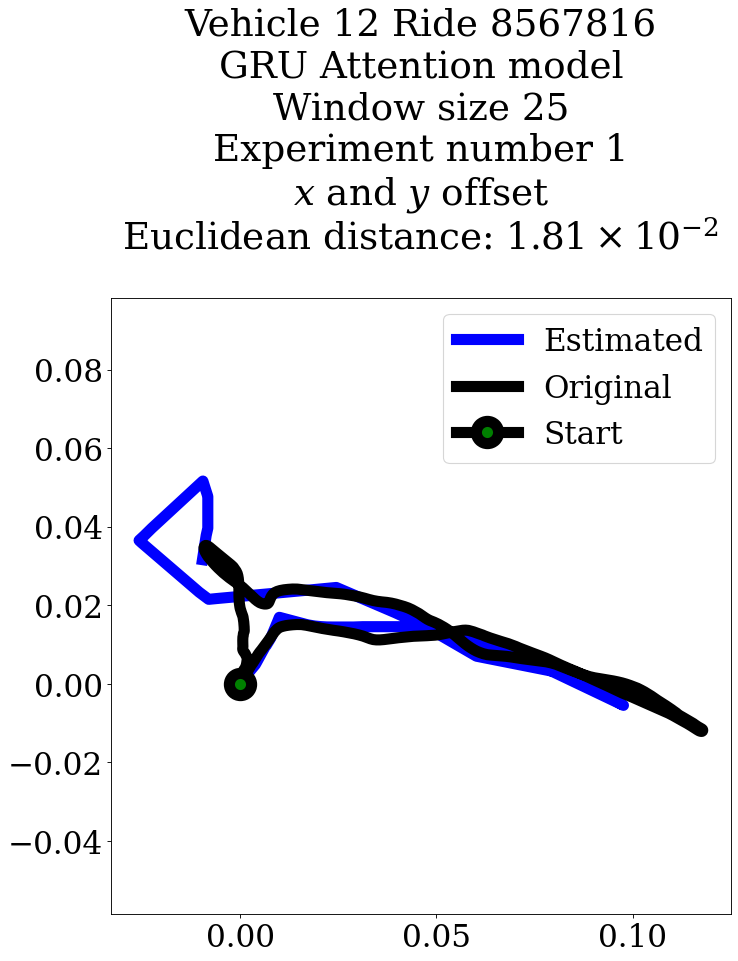 Vehicle 12 Ride 8567816
GRU Attention model
Window size 25
Experiment number 1
x and y offset
Euclidean distance: 1.81 × 10⁻²
Estimated
Original
Start
0.08
0.06
0.04
0.02
0.00
−0.02
−0.04
0.00 0.05 0.10